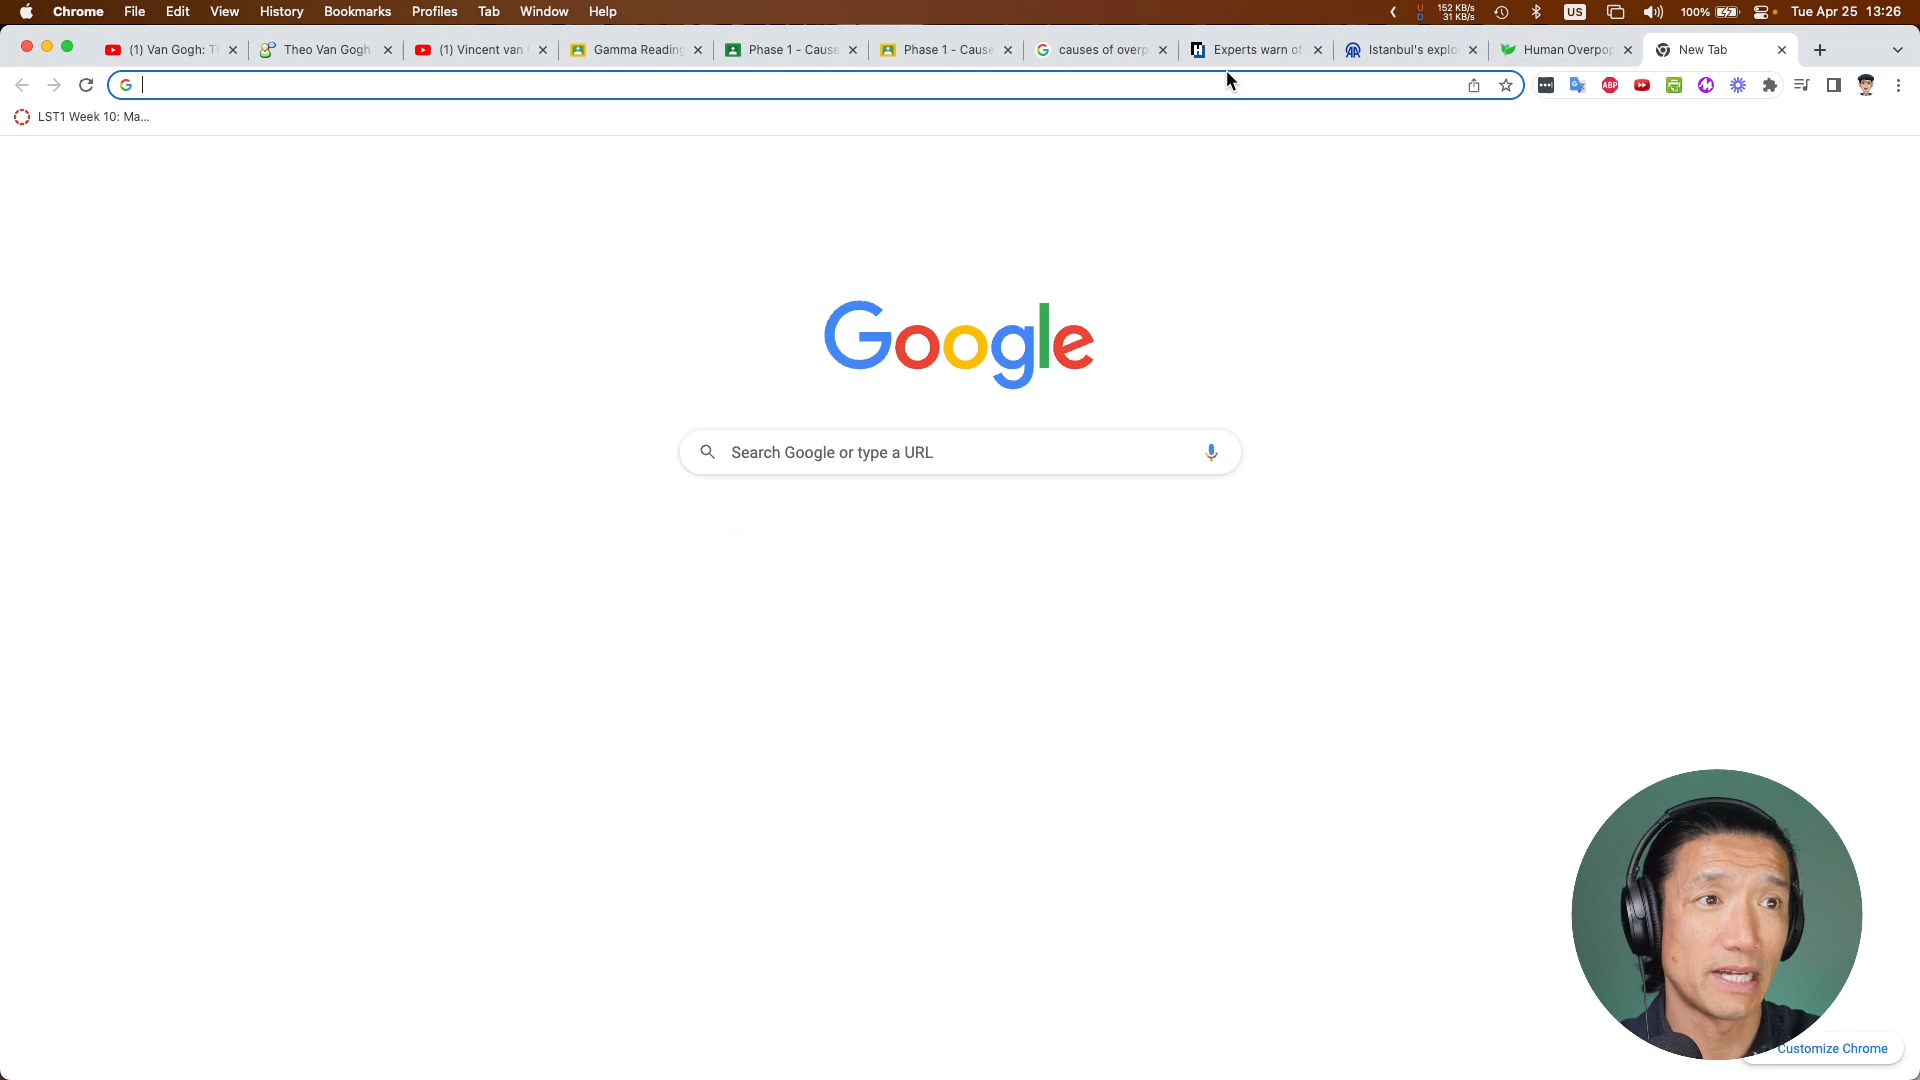 Chrome File Edit View History Bookmarks Profiles Tab Window Help
U 152 KB/s
D 31 KB/s
US 100% Tue Apr 25 13:26
(1) Van Gogh: T Theo Van Gogh (1) Vincent van Gamma Reading Phase 1 - Cause Phase 1 - Cause causes of overp Experts warn of Istanbul's explo Human Overpop New Tab
LST1 Week 10: Ma...
Google
Search Google or type a URL
Customize Chrome